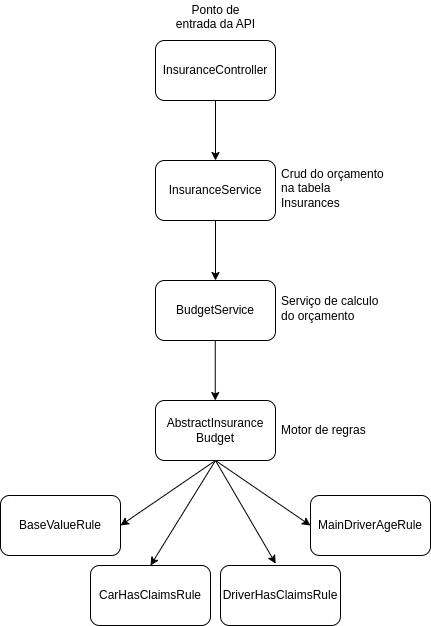 Ponto de
entrada da API
InsuranceController
InsuranceService
Crud do orçamento
na tabela
Insurances
BudgetService
Serviço de calculo
do orçamento
AbstractInsurance
Budget
Motor de regras
BaseValueRule
MainDriverAgeRule
CarHasClaimsRule
DriverHasClaimsRule